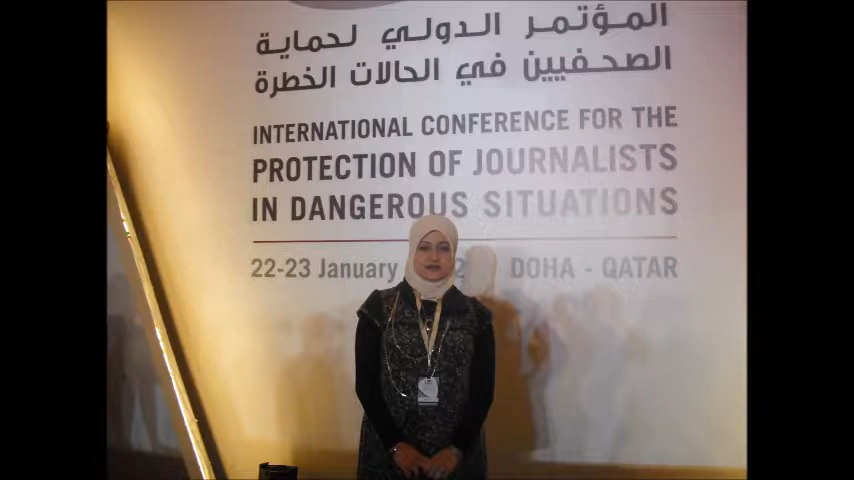 المؤتمر الدولي لحماية
الصحفيين في الحالات الخطرة
INTERNATIONAL CONFERENCE FOR THE
PROTECTION OF JOURNALISTS
IN DANGEROUS SITUATIONS
22-23 January DOHA - QATAR